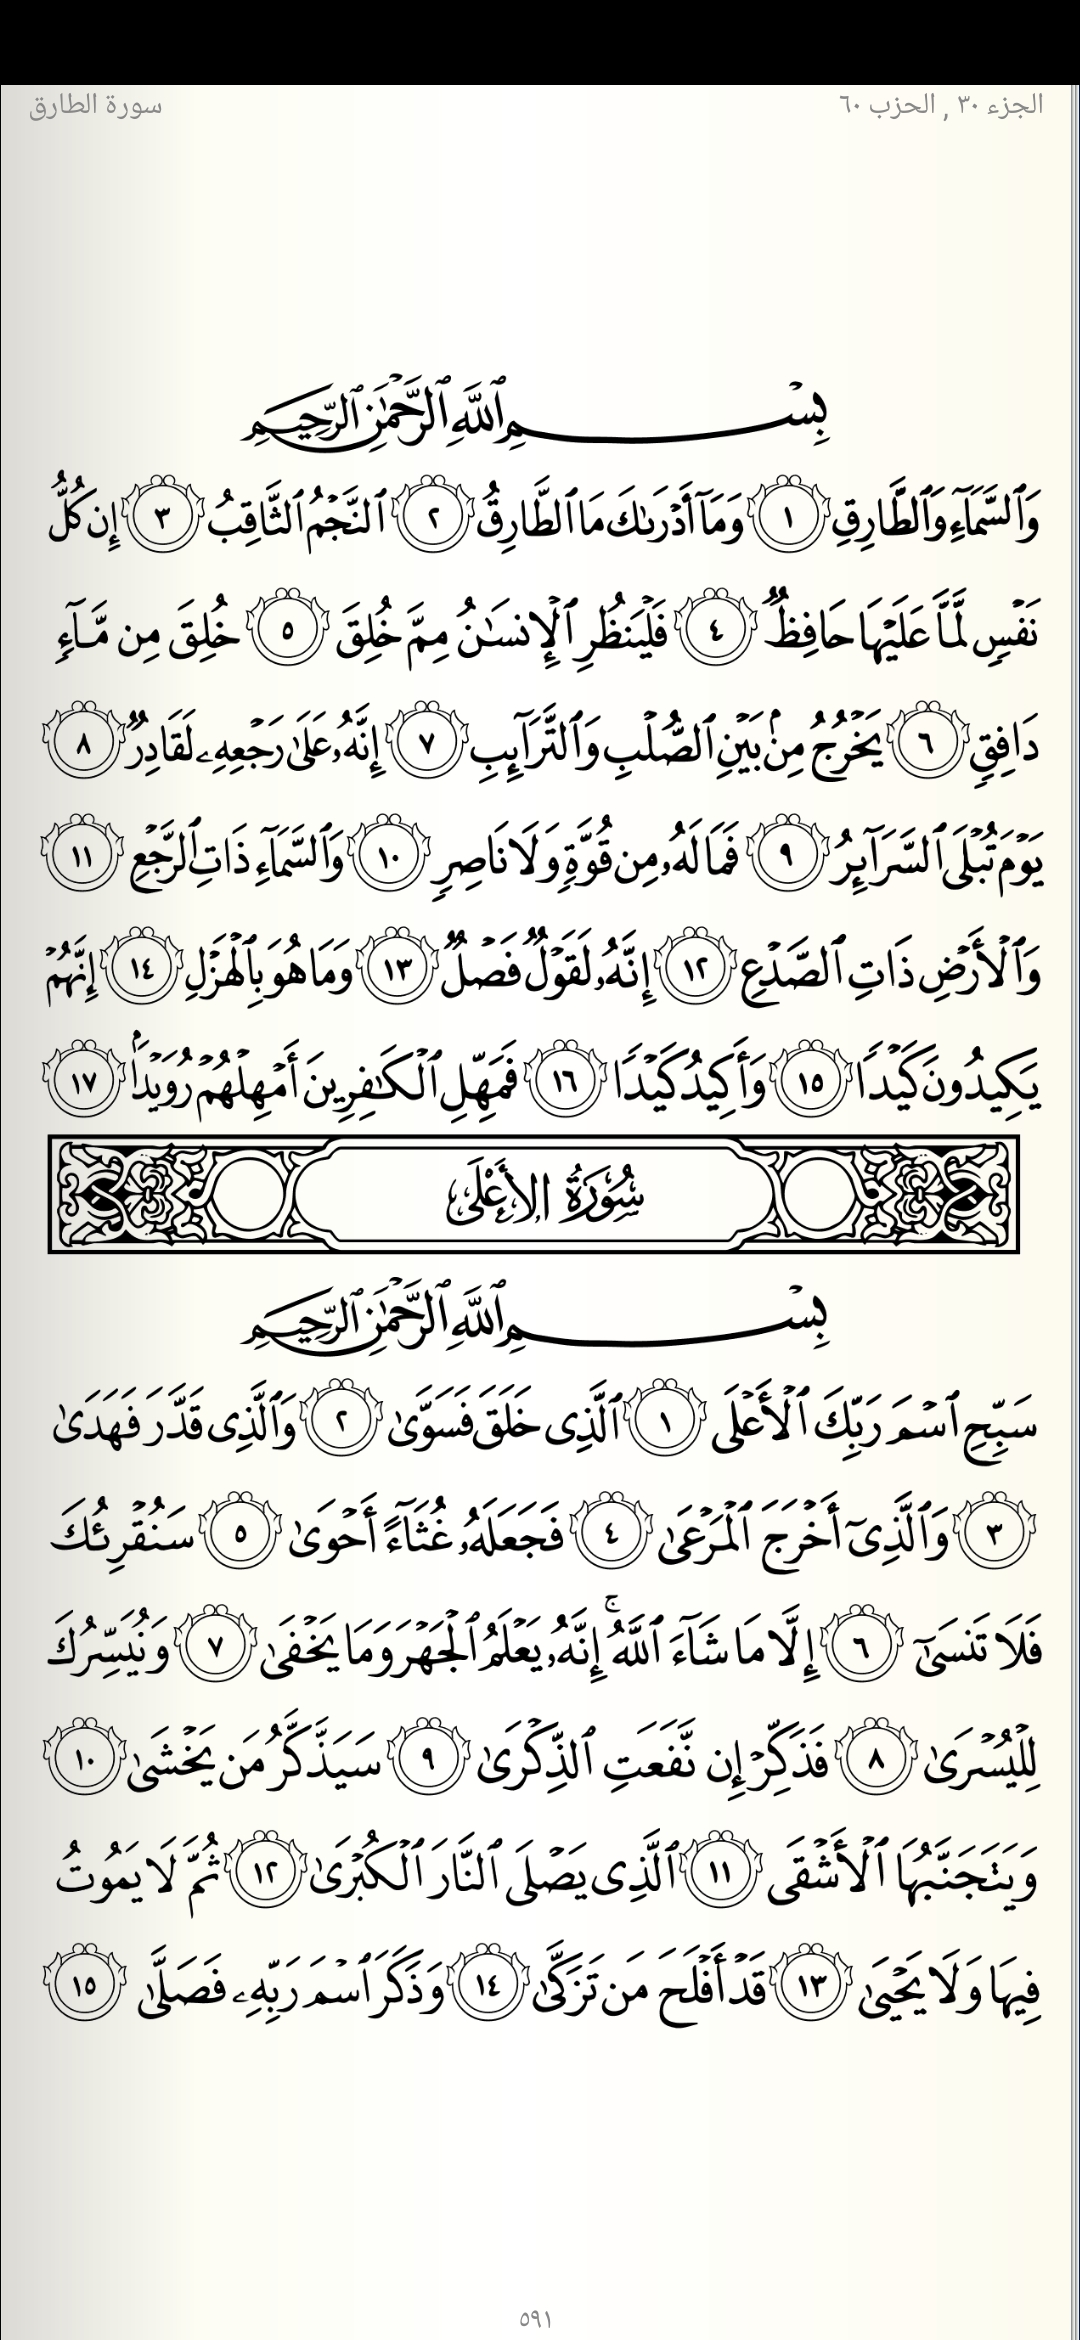 الجزء ٣٠ , الحزب ٦٠
سورة الطارق
بِسْمِ ٱللَّهِ ٱلرَّحْمَٰنِ ٱلرَّحِيمِ
وَٱلسَّمَآءِ وَٱلطَّارِقِ ١ وَمَآ أَدْرَىٰكَ مَا ٱلطَّارِقُ ٢ ٱلنَّجْمُ ٱلثَّاقِبُ ٣ إِن كُلُّ
نَفْسٍ لَّمَّا عَلَيْهَا حَافِظٌ ٤ فَلْيَنظُرِ ٱلْإِنسَٰنُ مِمَّ خُلِقَ ٥ خُلِقَ مِن مَّآءٍ
دَافِقٍ ٦ يَخْرُجُ مِنۢ بَيْنِ ٱلصُّلْبِ وَٱلتَّرَآئِبِ ٧ إِنَّهُۥ عَلَىٰ رَجْعِهِۦ لَقَادِرٌ ٨
يَوْمَ تُبْلَى ٱلسَّرَآئِرُ ٩ فَمَا لَهُۥ مِن قُوَّةٍ وَلَا نَاصِرٍ ١٠ وَٱلسَّمَآءِ ذَاتِ ٱلرَّجْعِ ١١
وَٱلْأَرْضِ ذَاتِ ٱلصَّدْعِ ١٢ إِنَّهُۥ لَقَوْلٌ فَصْلٌ ١٣ وَمَا هُوَ بِٱلْهَزْلِ ١٤ إِنَّهُمْ
يَكِيدُونَ كَيْدًا ١٥ وَأَكِيدُ كَيْدًا ١٦ فَمَهِّلِ ٱلْكَٰفِرِينَ أَمْهِلْهُمْ رُوَيْدَۢا ١٧
سُورَةُ الأَعْلَى
بِسْمِ ٱللَّهِ ٱلرَّحْمَٰنِ ٱلرَّحِيمِ
سَبِّحِ ٱسْمَ رَبِّكَ ٱلْأَعْلَى ١ ٱلَّذِى خَلَقَ فَسَوَّىٰ ٢ وَٱلَّذِى قَدَّرَ فَهَدَىٰ
٣ وَٱلَّذِىٓ أَخْرَجَ ٱلْمَرْعَىٰ ٤ فَجَعَلَهُۥ غُثَآءً أَحْوَىٰ ٥ سَنُقْرِئُكَ
فَلَا تَنسَىٰٓ ٦ إِلَّا مَا شَآءَ ٱللَّهُ ۚ إِنَّهُۥ يَعْلَمُ ٱلْجَهْرَ وَمَا يَخْفَىٰ ٧ وَنُيَسِّرُكَ
لِلْيُسْرَىٰ ٨ فَذَكِّرْ إِن نَّفَعَتِ ٱلذِّكْرَىٰ ٩ سَيَذَّكَّرُ مَن يَخْشَىٰ ١٠
وَيَتَجَنَّبُهَا ٱلْأَشْقَى ١١ ٱلَّذِى يَصْلَى ٱلنَّارَ ٱلْكُبْرَىٰ ١٢ ثُمَّ لَا يَمُوتُ
فِيهَا وَلَا يَحْيَىٰ ١٣ قَدْ أَفْلَحَ مَن تَزَكَّىٰ ١٤ وَذَكَرَ ٱسْمَ رَبِّهِۦ فَصَلَّىٰ ١٥
٥٩١